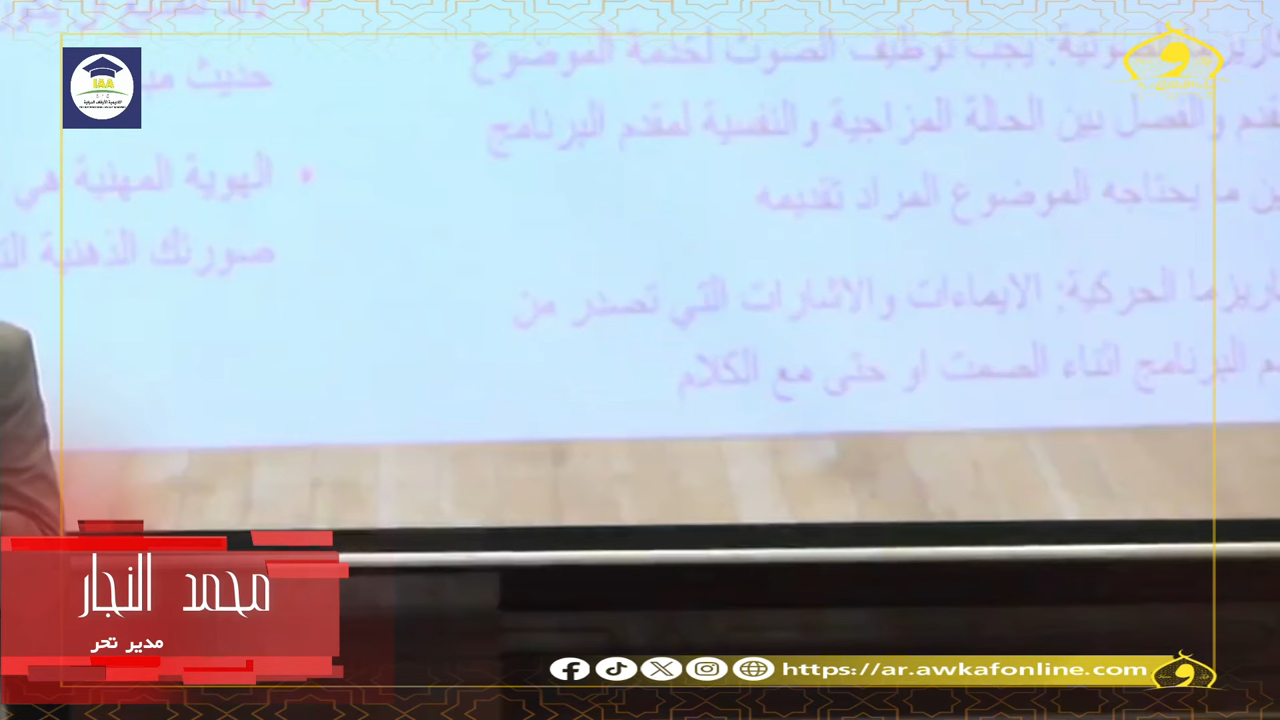 يجب توظيف الصوت لخدمة الموضوع
والفصل بين الحالة المزاجية والنفسية لمقدم البرنامج
ما يحتاجه الموضوع المراد تقديمه
الحركية: الايماءات والاشارات التي تصدر من
البرنامج اثناء الصمت او حتى مع الكلام
الهوية المهنية هي
صورتك الذهنية
IAA
محمد النجار
مدير تحر
https://ar.awkafonline.com